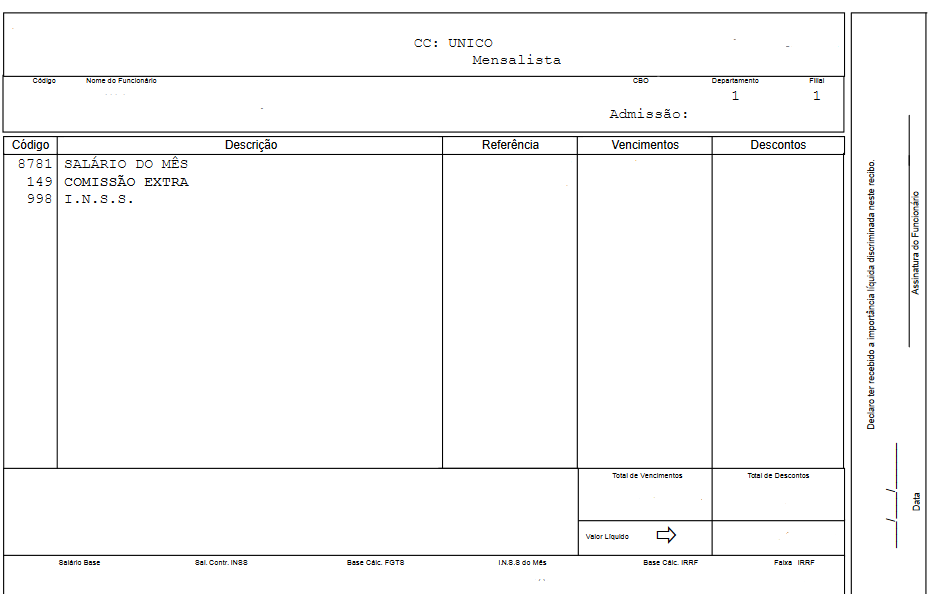 CC: UNICO
Mensalista
Código Nome do Funcionário CBO Departamento Filial
1 1
Admissão:
Código Descrição Referência Vencimentos Descontos
8781 SALÁRIO DO MÊS
149 COMISSÃO EXTRA
998 I.N.S.S.
Total de Vencimentos Total de Descontos
Valor Líquido
Salário Base Sal. Contr. INSS Base Cálc. FGTS I.N.S.S do Mês Base Cálc. IRRF Faixa IRRF
Declaro ter recebido a importância líquida discriminada neste recibo.
Assinatura do Funcionário
__/__/__
Data